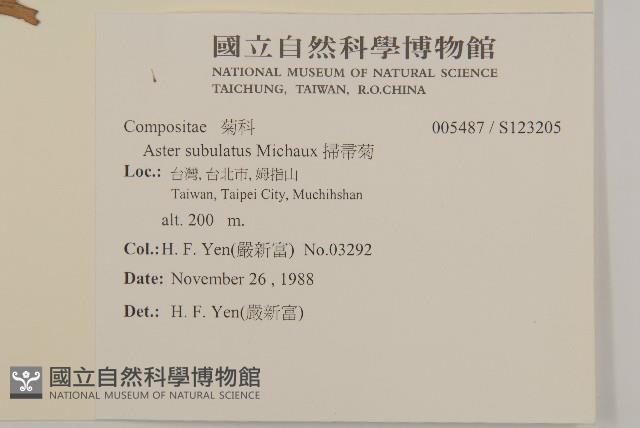 國立自然科學博物館
NATIONAL MUSEUM OF NATURAL SCIENCE
TAICHUNG, TAIWAN, R.O.CHINA
Compositae 菊科 005487 / S123205
Aster subulatus Michaux 掃帚菊
Loc.: 台灣, 台北市, 姆指山
Taiwan, Taipei City, Muchihshan
alt. 200 m.
Col.: H. F. Yen(嚴新富) No.03292
Date: November 26 , 1988
Det.: H. F. Yen(嚴新富)
國立自然科學博物館
NATIONAL MUSEUM OF NATURAL SCIENCE